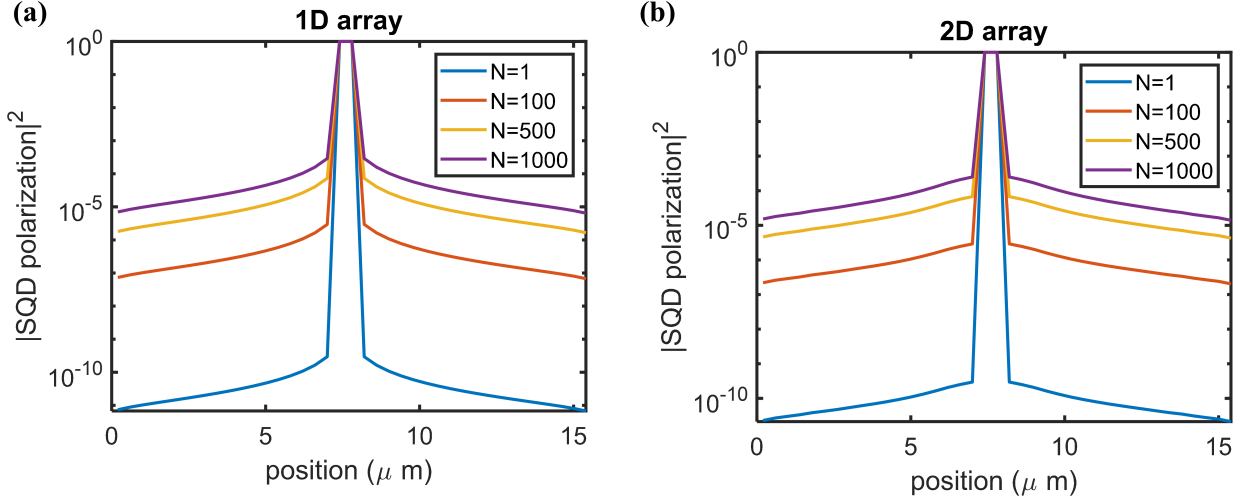 (a)
1D array
10^0
10^-5
10^-10
|SQD polarization|^2
N=1
N=100
N=500
N=1000
0
5
10
15
position (μ m)
(b)
2D array
10^0
10^-5
10^-10
|SQD polarization|^2
N=1
N=100
N=500
N=1000
0
5
10
15
position (μ m)